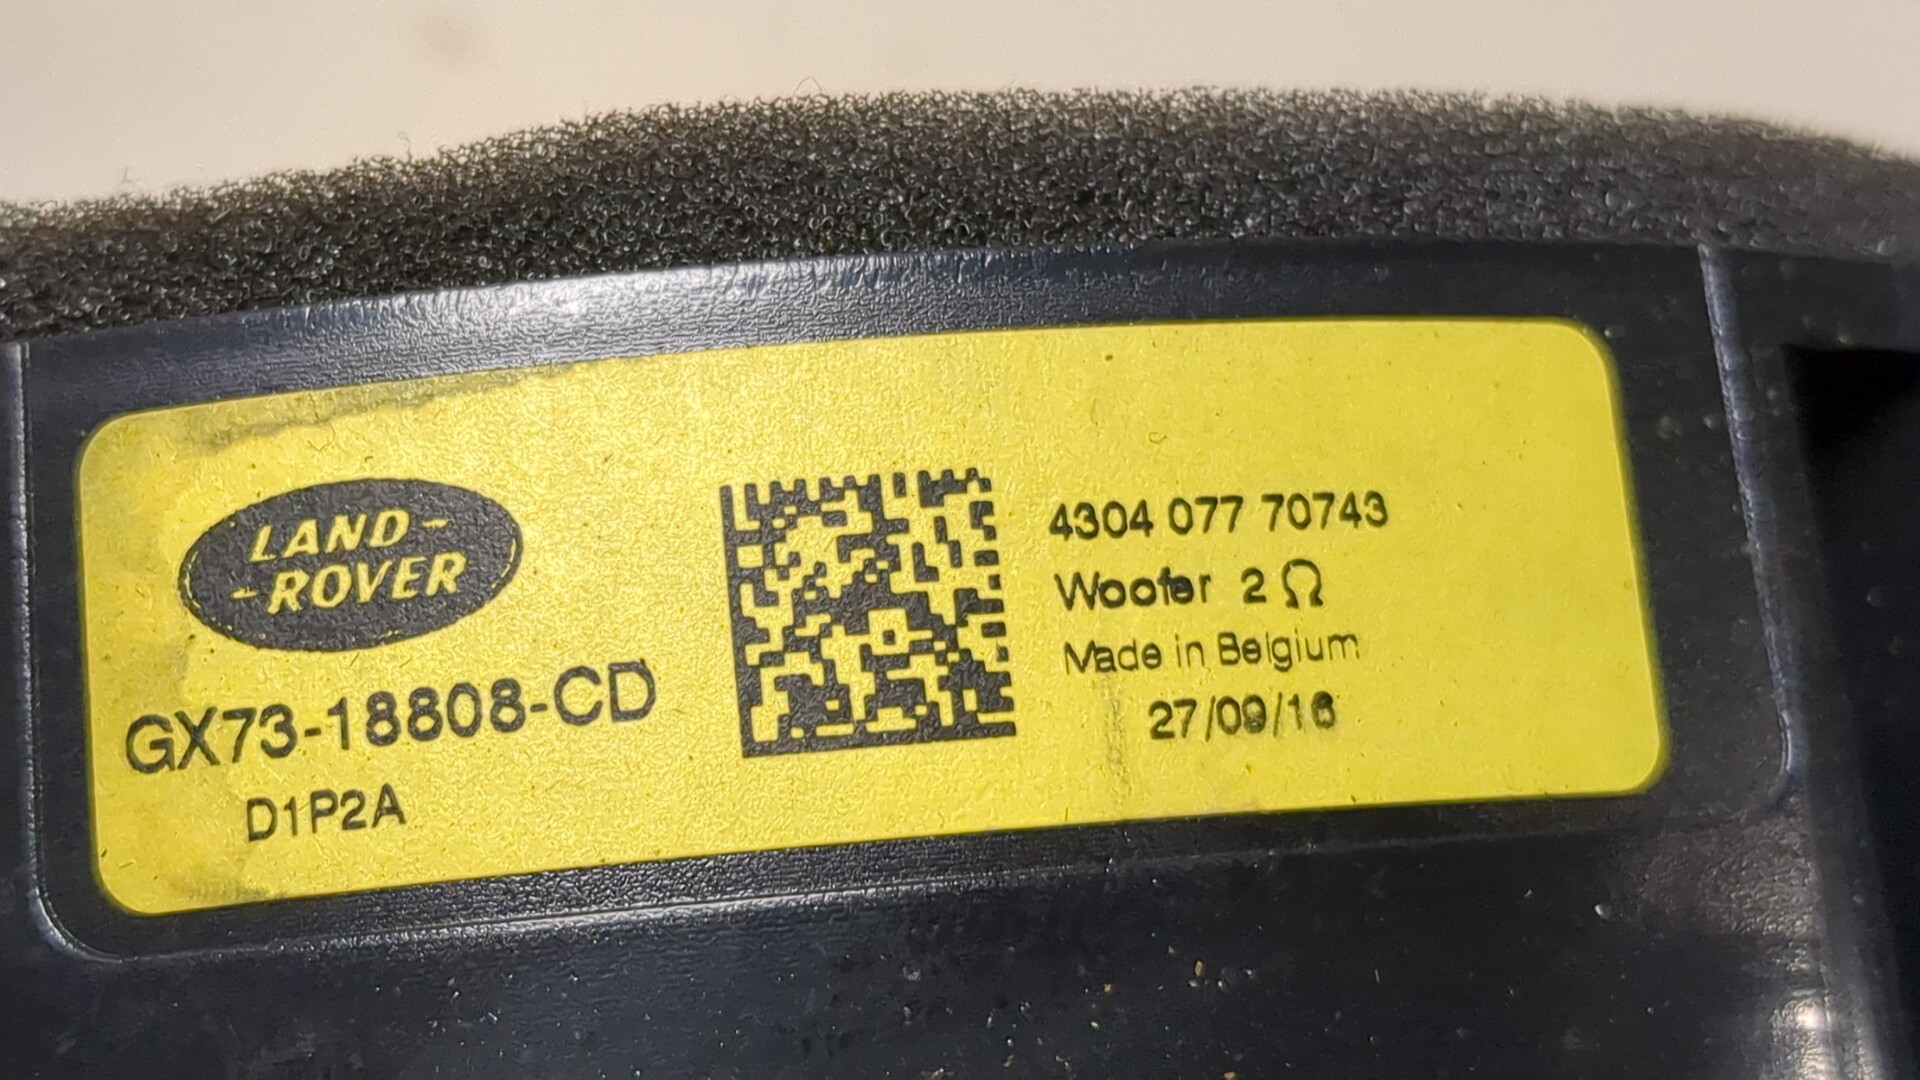 LAND-
-ROVER
GX73-18808-CD
D1P2A
4304 077 70743
Woofer 2 Ω
Made in Belgium
27/09/16